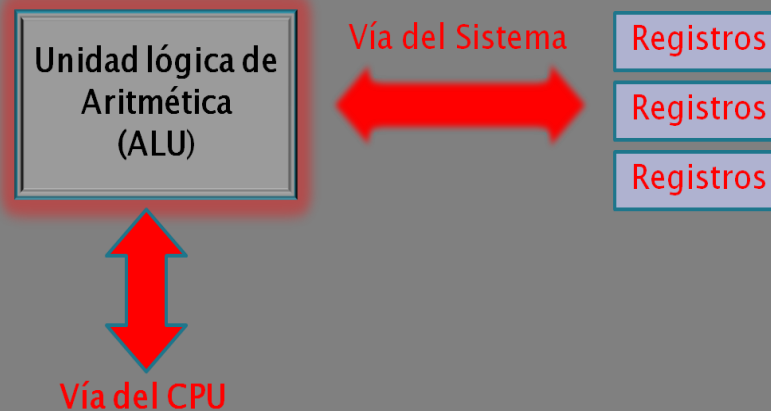 Unidad lógica de
Aritmética
(ALU)
Vía del Sistema
Registros
Registros
Registros
Vía del CPU